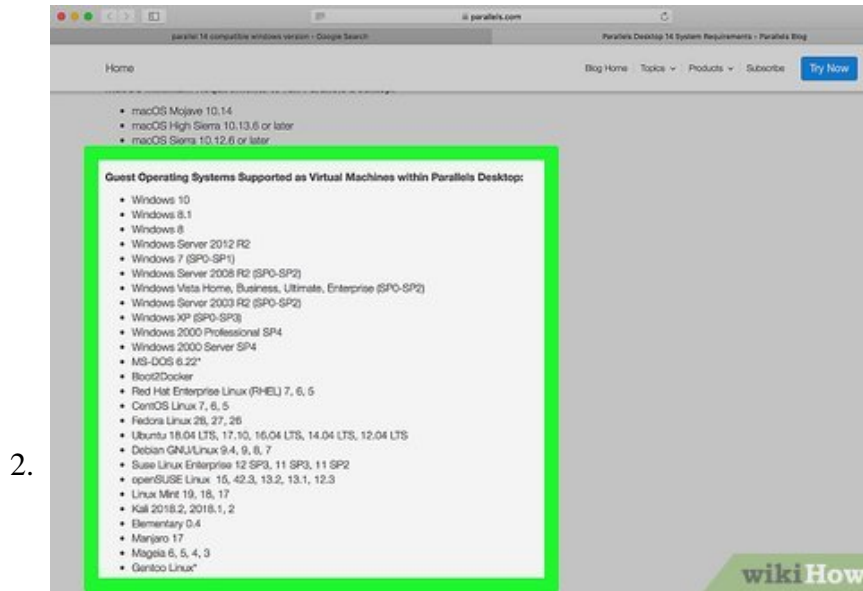 parallels.com
parallel 14 compatible windows version - Google Search
Parallels Desktop 14 System Requirements - Parallels Blog
Home
Blog Home Topics Products Subscribe Try Now
macOS Mojave 10.14
macOS High Sierra 10.13.6 or later
macOS Sierra 10.12.6 or later
Guest Operating Systems Supported as Virtual Machines within Parallels Desktop:
Windows 10
Windows 8.1
Windows 8
Windows Server 2012 R2
Windows 7 (SP0-SP1)
Windows Server 2008 R2 (SP0-SP2)
Windows Vista Home, Business, Ultimate, Enterprise (SP0-SP2)
Windows Server 2003 R2 (SP0-SP2)
Windows XP (SP0-SP3)
Windows 2000 Professional SP4
Windows 2000 Server SP4
MS-DOS 6.22*
Boot2Docker
Red Hat Enterprise Linux (RHEL) 7, 6, 5
CentOS Linux 7, 6, 5
Fedora Linux 28, 27, 26
Ubuntu 18.04 LTS, 17.10, 16.04 LTS, 14.04 LTS, 12.04 LTS
Debian GNU/Linux 9.4, 9, 8, 7
Suse Linux Enterprise 12 SP3, 11 SP3, 11 SP2
openSUSE Linux 15, 42.3, 13.2, 13.1, 12.3
Linux Mint 19, 18, 17
Kali 2018.2, 2018.1, 2
Elementary 0.4
Manjaro 17
Mageia 6, 5, 4, 3
Gentoo Linux*
2.
wikiHow